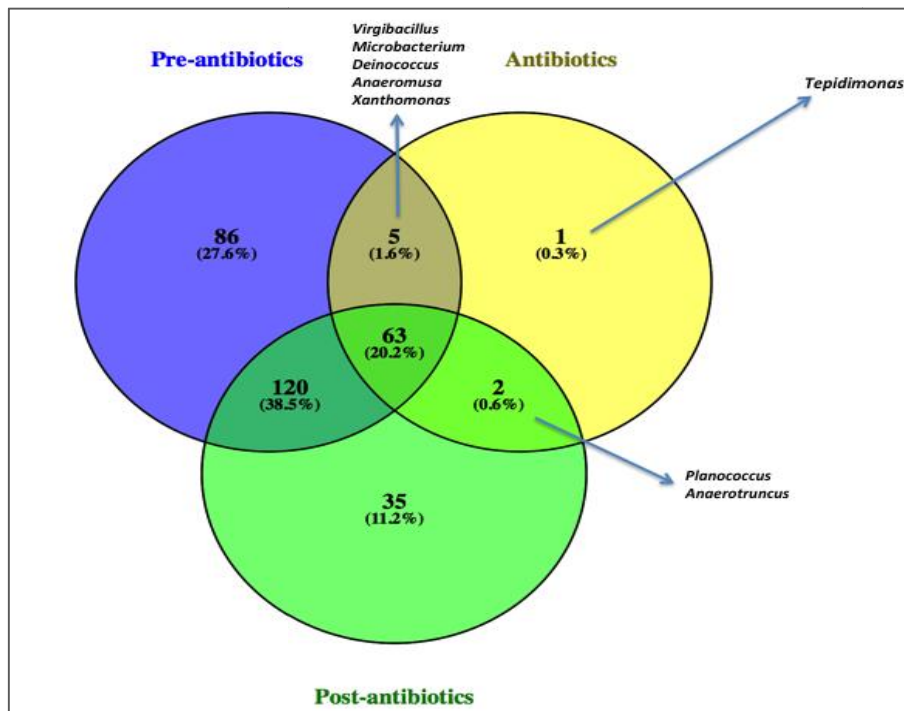 Virgibacillus
Microbacterium
Deinococcus
Anaeromusa
Xanthomonas
Pre-antibiotics
Antibiotics
Tepidimonas
86
(27.6%)
5
(1.6%)
1
(0.3%)
63
(20.2%)
120
(38.5%)
2
(0.6%)
Planococcus
Anaerotruncus
35
(11.2%)
Post-antibiotics